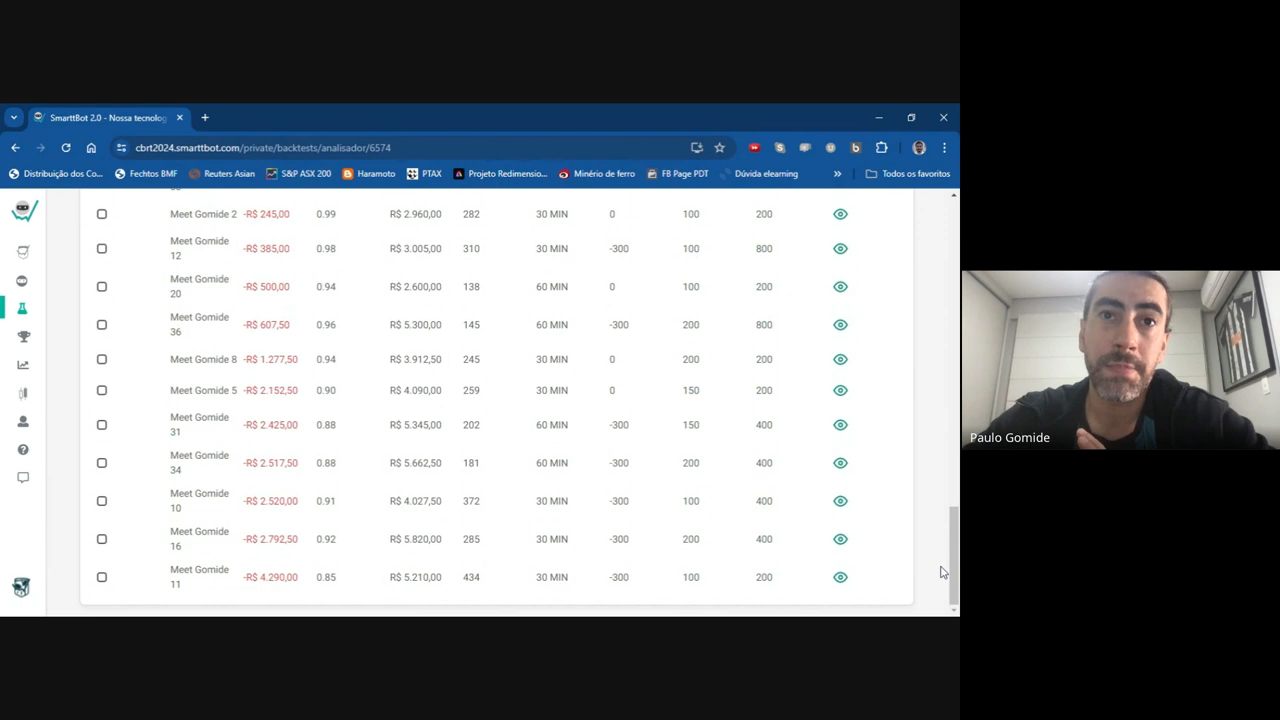 SmarttBot 2.0 - Nossa tecnolog
cbrt2024.smarttbot.com/private/backtests/analisador/6574
Distribuição dos Co... Fechtos BMF Reuters Asian S&P ASX 200 Haramoto PTAX Projeto Redimensio... Minério de ferro FB Page PDT Dúvida elearning » Todos os favoritos
Meet Gomide 2 -R$ 245,00 0.99 R$ 2.960,00 282 30 MIN 0 100 200
Meet Gomide
12 -R$ 385,00 0.98 R$ 3.005,00 310 30 MIN -300 100 800
Meet Gomide
20 -R$ 500,00 0.94 R$ 2.600,00 138 60 MIN 0 100 200
Meet Gomide
36 -R$ 607,50 0.96 R$ 5.300,00 145 60 MIN -300 200 800
Meet Gomide 8 -R$ 1.277,50 0.94 R$ 3.912,50 245 30 MIN 0 200 200
Meet Gomide 5 -R$ 2.152,50 0.90 R$ 4.090,00 259 30 MIN 0 150 200
Meet Gomide
31 -R$ 2.425,00 0.88 R$ 5.345,00 202 60 MIN -300 150 400
Meet Gomide
34 -R$ 2.517,50 0.88 R$ 5.662,50 181 60 MIN -300 200 400
Meet Gomide
10 -R$ 2.520,00 0.91 R$ 4.027,50 372 30 MIN -300 100 400
Meet Gomide
16 -R$ 2.792,50 0.92 R$ 5.820,00 285 30 MIN -300 200 400
Meet Gomide
11 -R$ 4.290,00 0.85 R$ 5.210,00 434 30 MIN -300 100 200
Paulo Gomide